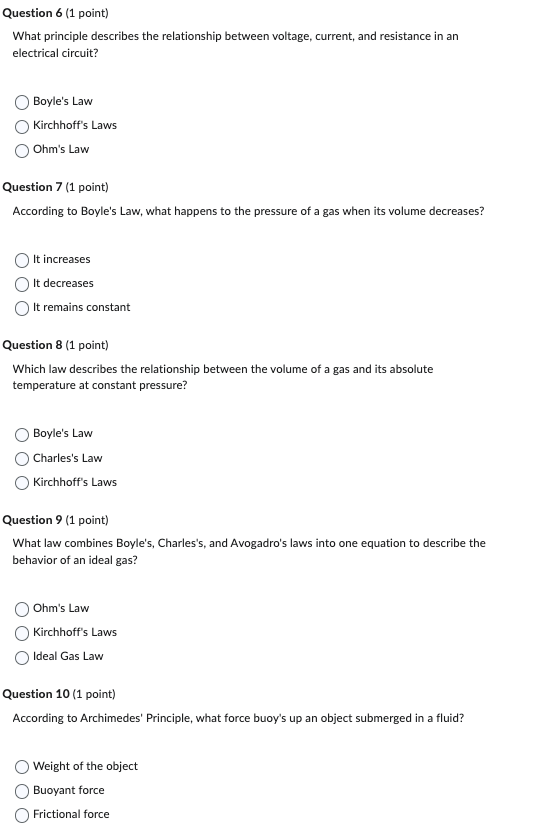 Question 6 (1 point)
What principle describes the relationship between voltage, current, and resistance in an
electrical circuit?
Boyle's Law
Kirchhoff's Laws
Ohm's Law
Question 7 (1 point)
According to Boyle's Law, what happens to the pressure of a gas when its volume decreases?
It increases
It decreases
It remains constant
Question 8 (1 point)
Which law describes the relationship between the volume of a gas and its absolute
temperature at constant pressure?
Boyle's Law
Charles's Law
Kirchhoff's Laws
Question 9 (1 point)
What law combines Boyle's, Charles's, and Avogadro's laws into one equation to describe the
behavior of an ideal gas?
Ohm's Law
Kirchhoff's Laws
Ideal Gas Law
Question 10 (1 point)
According to Archimedes' Principle, what force buoy's up an object submerged in a fluid?
Weight of the object
Buoyant force
Frictional force